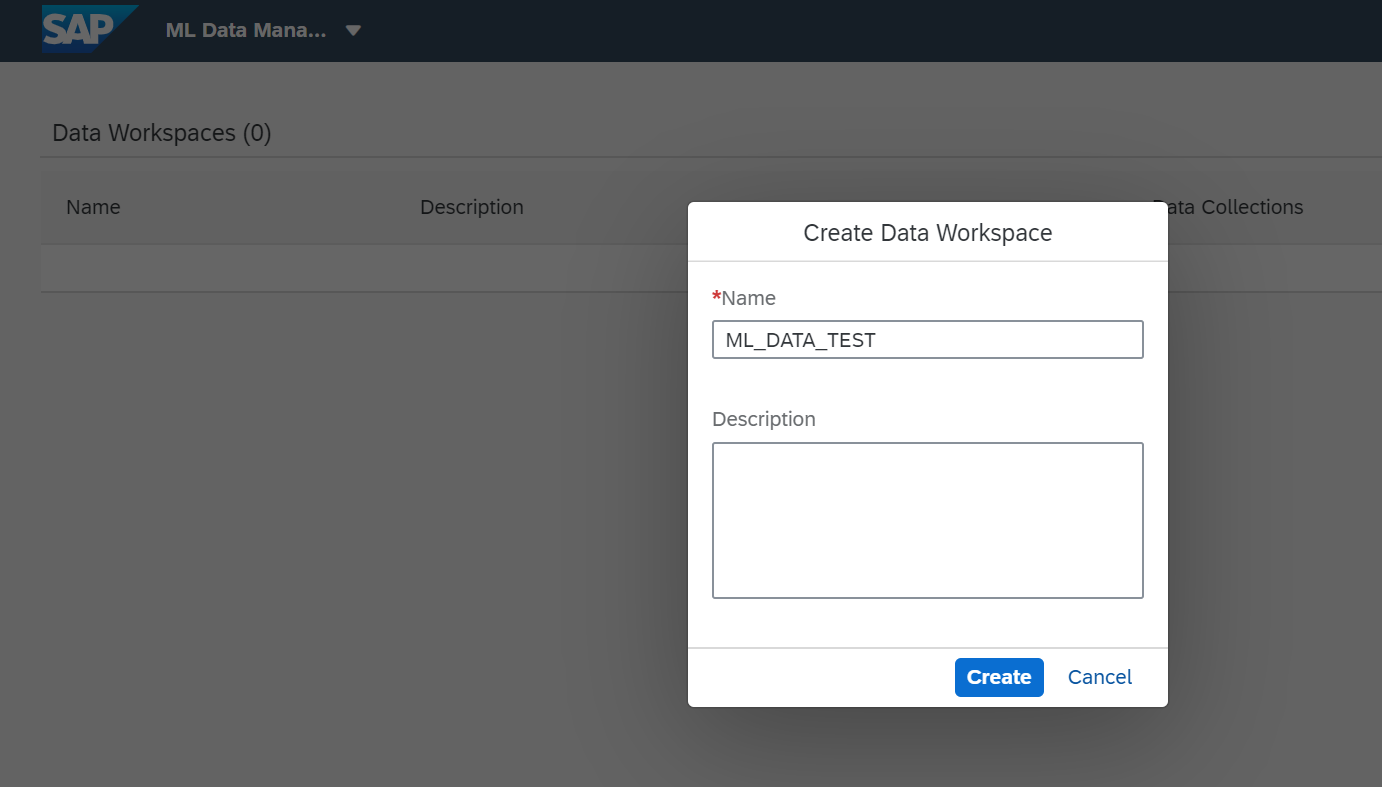 SAP ML Data Mana...
Data Workspaces (0)
Name Description Data Collections
Create Data Workspace
*Name
ML_DATA_TEST
Description
Create Cancel